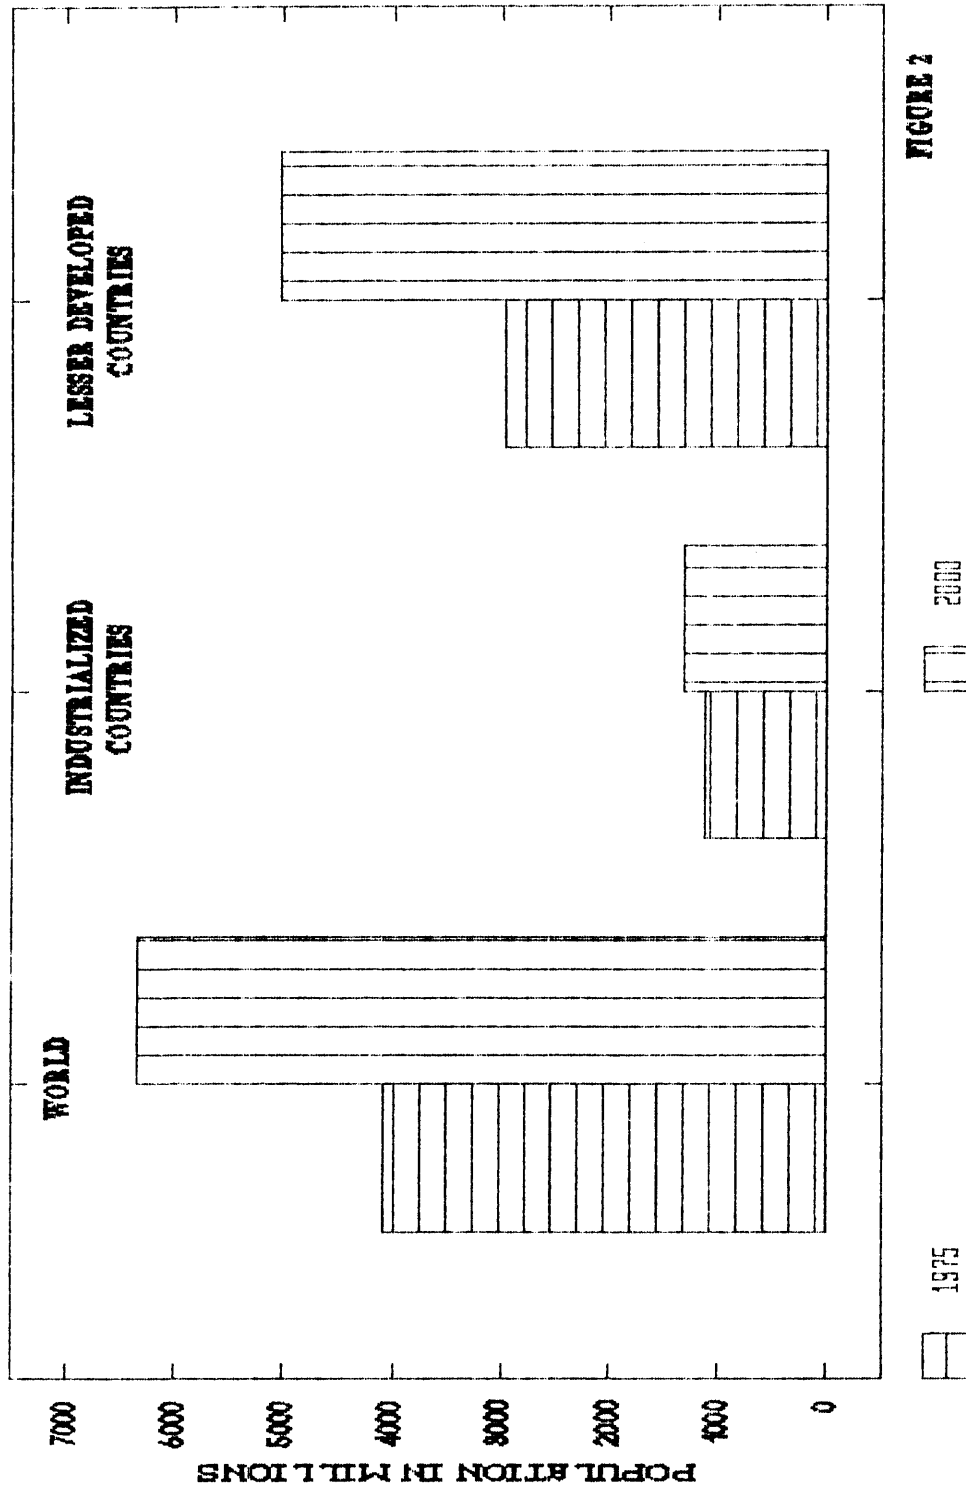 WORLD
INDUSTRIALIZED
COUNTRIES
LESSER DEVELOPED
COUNTRIES
7000
6000
5000
4000
3000
2000
1000
0
POPULATION IN MILLIONS
1975
2000
FIGURE 2